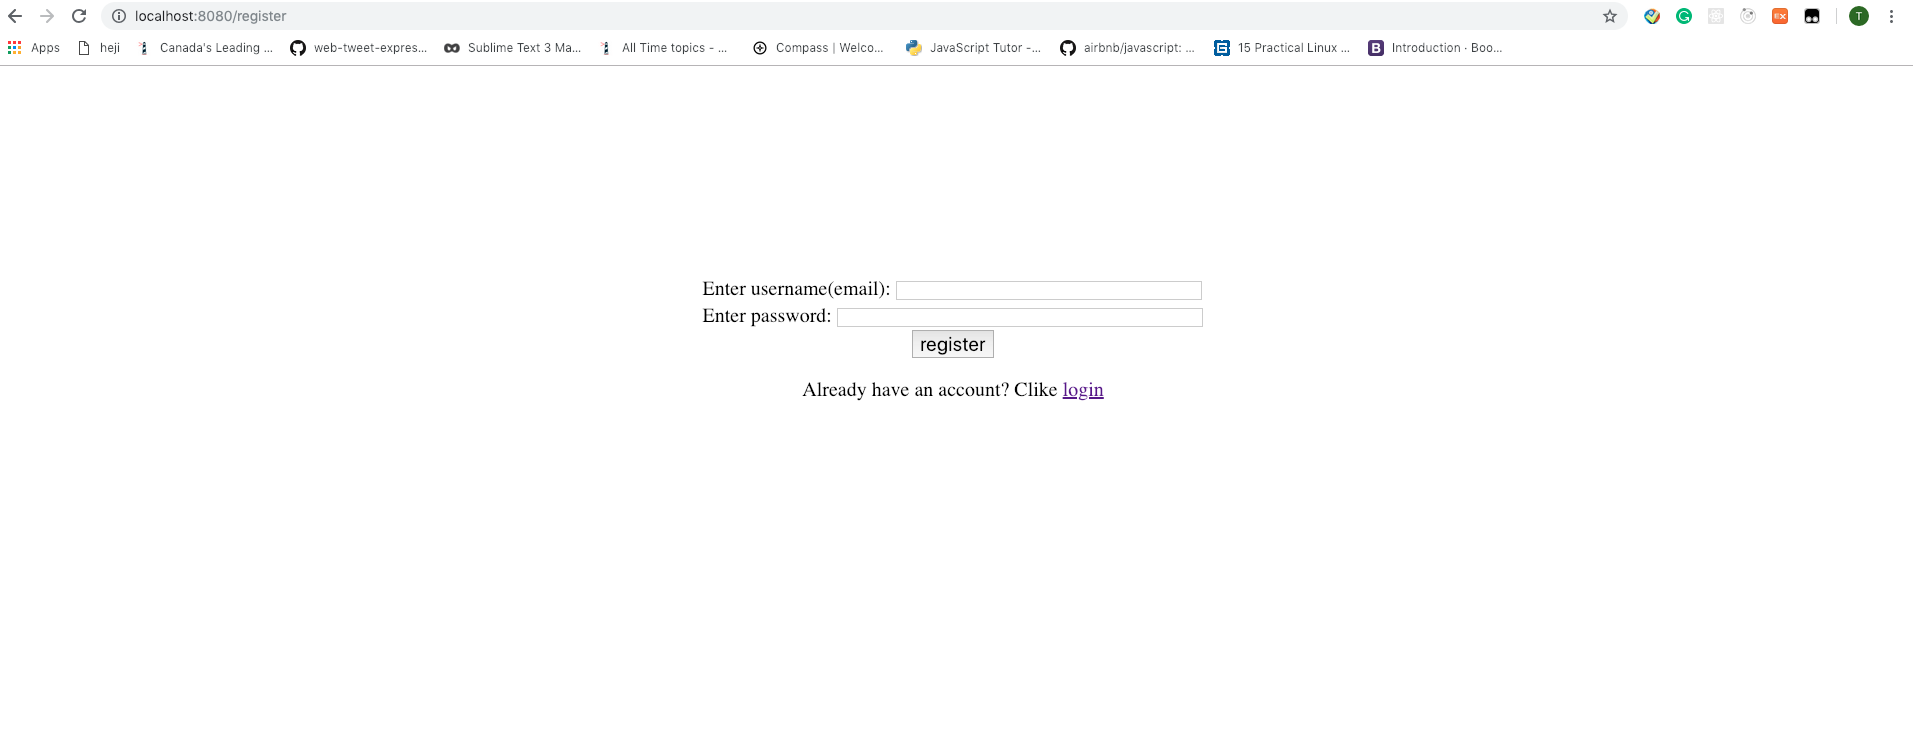 localhost:8080/register
Apps heji Canada's Leading ... web-tweet-expres... Sublime Text 3 Ma... All Time topics - ... Compass | Welco... JavaScript Tutor -... airbnb/javascript: ... 15 Practical Linux ... B Introduction · Boo...
Enter username(email):
Enter password:
register
Already have an account? Clike login